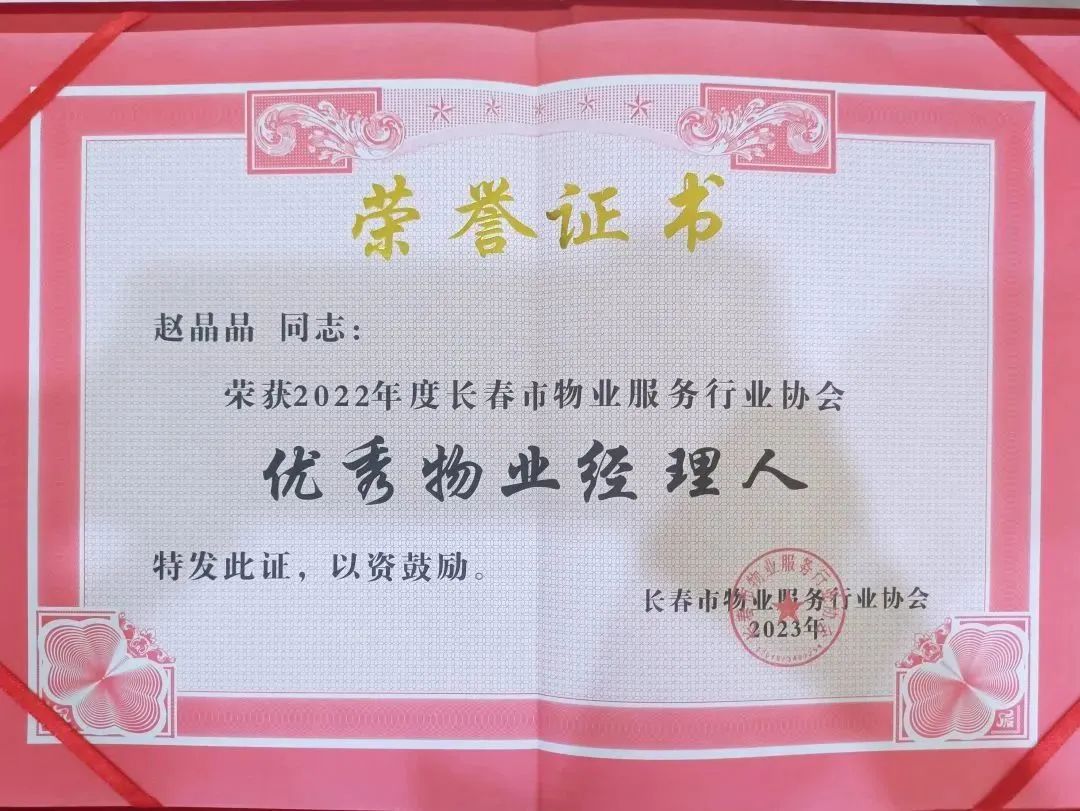 荣誉证书
赵品品 同志：
荣获2022年度长春市物业服务行业协会
优秀物业经理人
特发此证，以资鼓励。
长春市物业服务行业协会
2023年